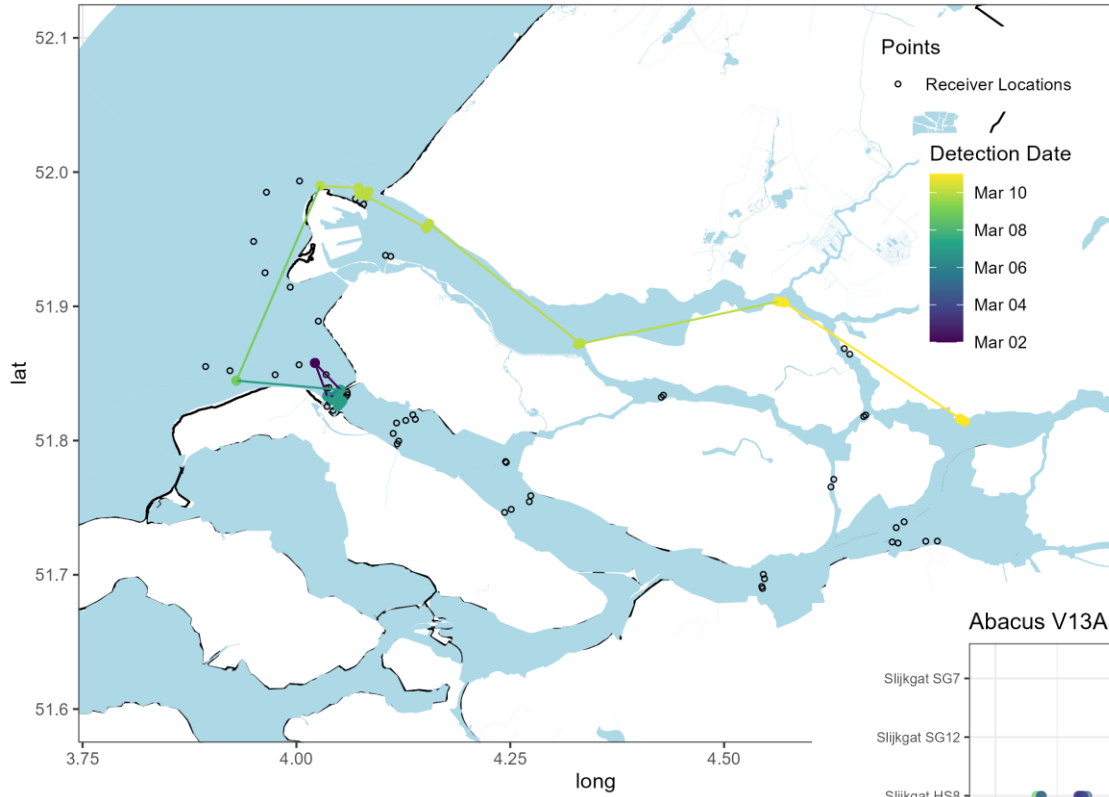 52.1
52.0
51.9
51.8
51.7
51.6
lat
3.75
4.00
4.25
4.50
long
Points
Receiver Locations
Detection Date
Mar 10
Mar 08
Mar 06
Mar 04
Mar 02
Abacus V13A
Slijkgat SG7
Slijkgat SG12
Slijkgat HS8